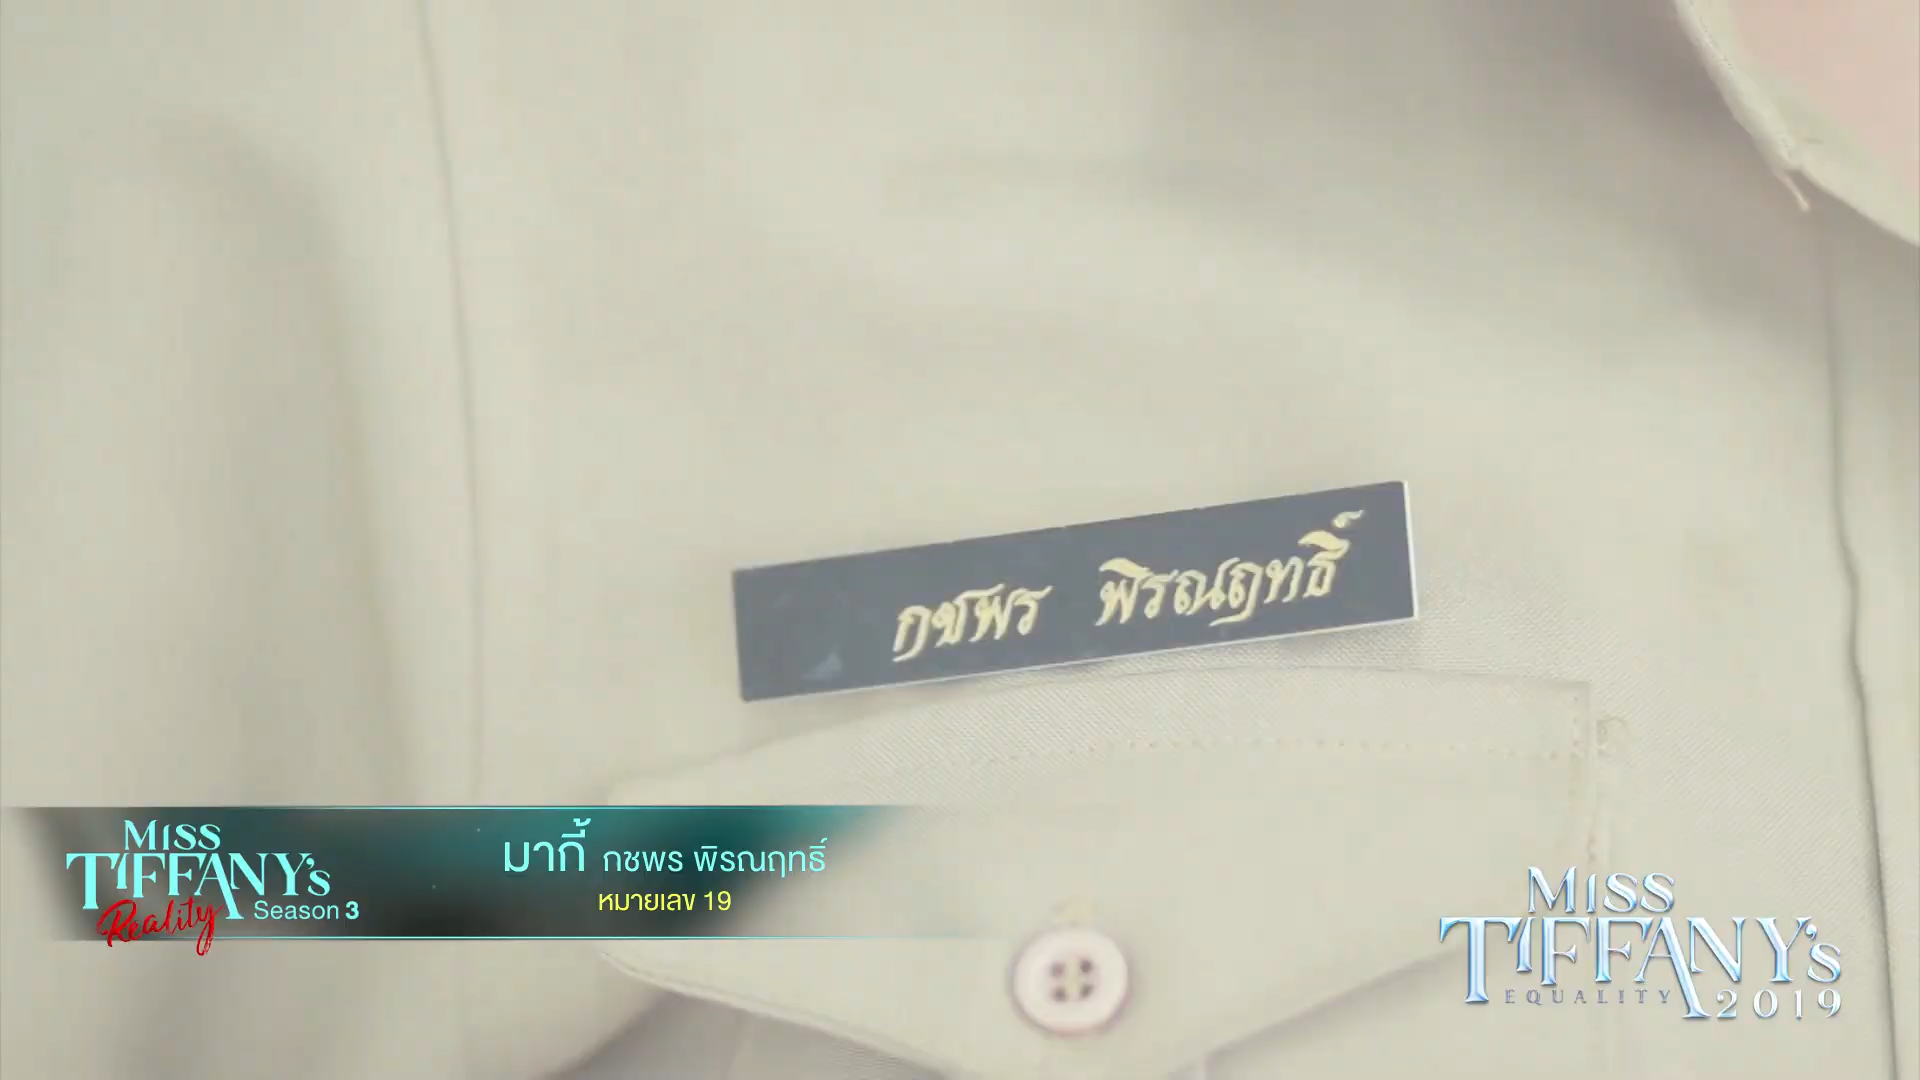 กชพร พิรณฤทธิ์
MISS
TIFFANY's
Reality Season 3
มากี้ กชพร พิรณฤทธิ์
หมายเลข 19
MISS
TIFFANY's
EQUALITY 2019